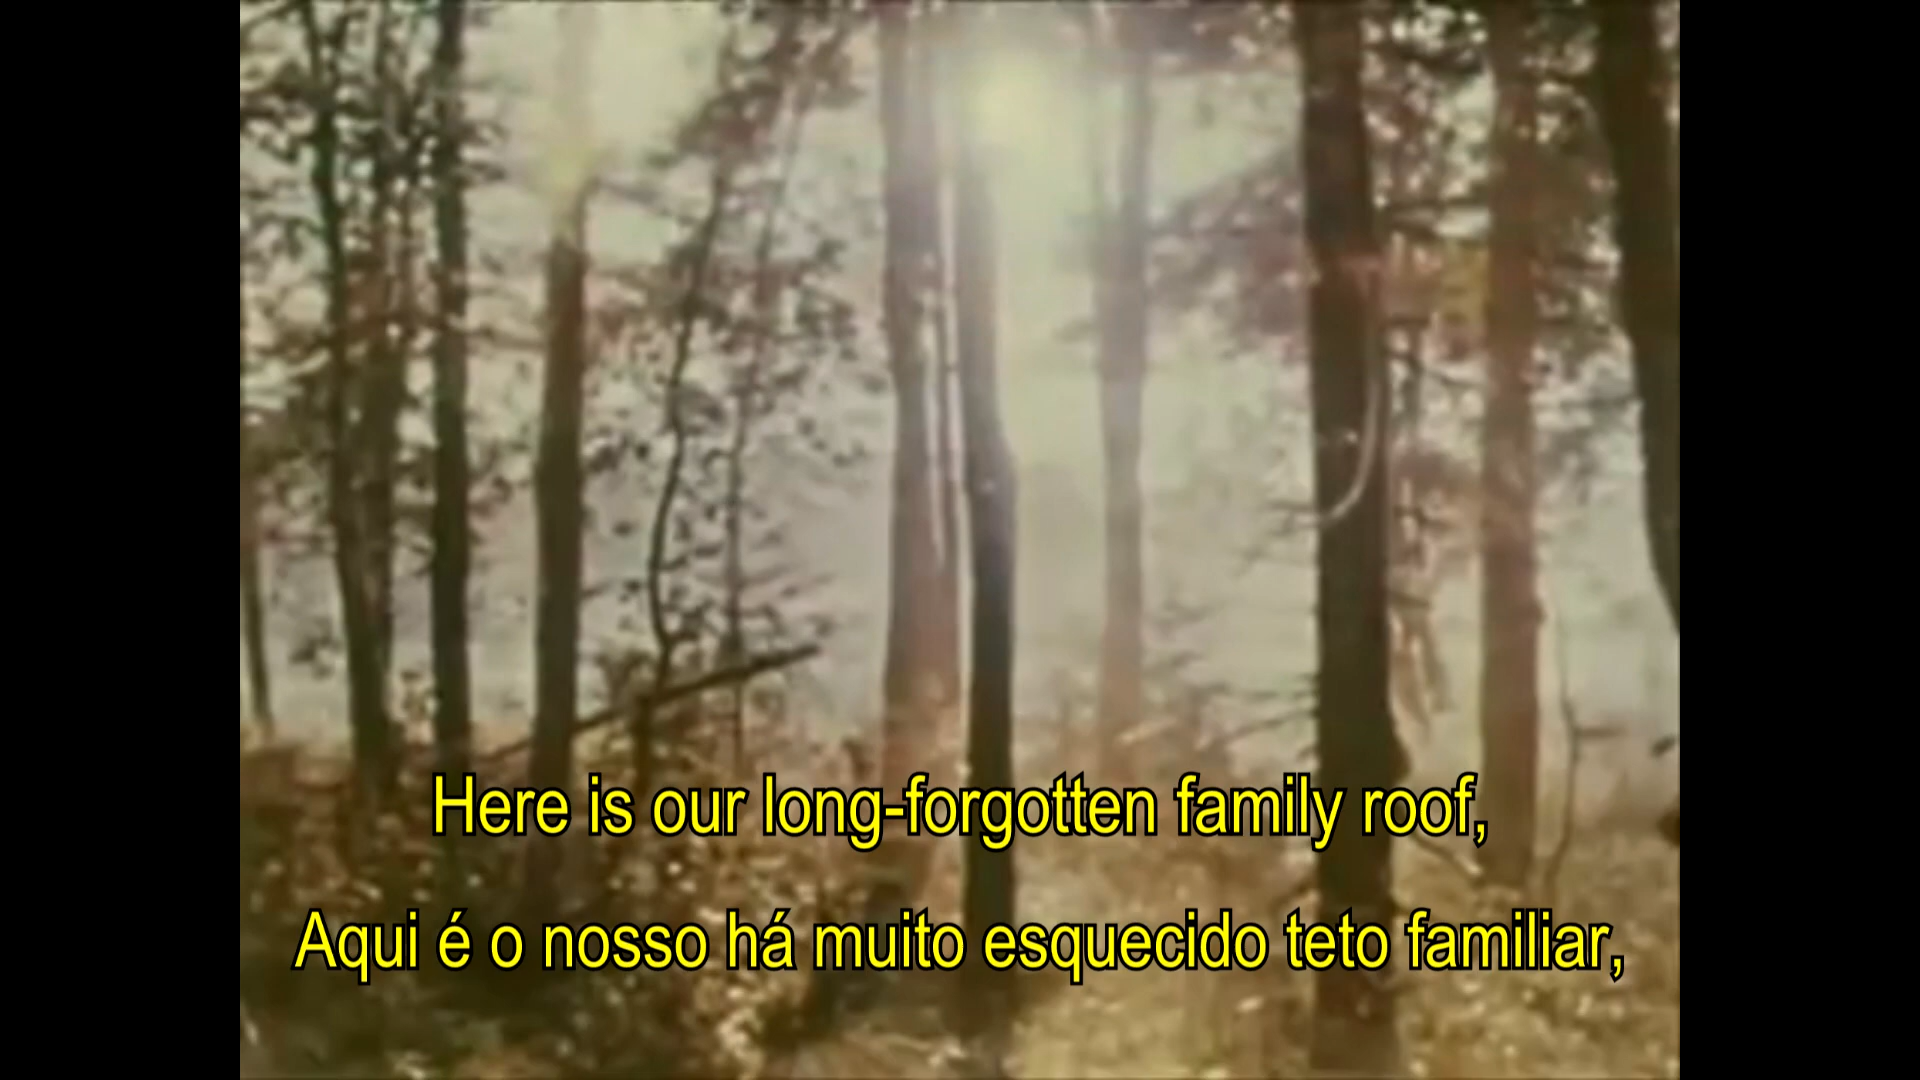 Here is our long-forgotten family roof,
Aqui é o nosso há muito esquecido teto familiar,